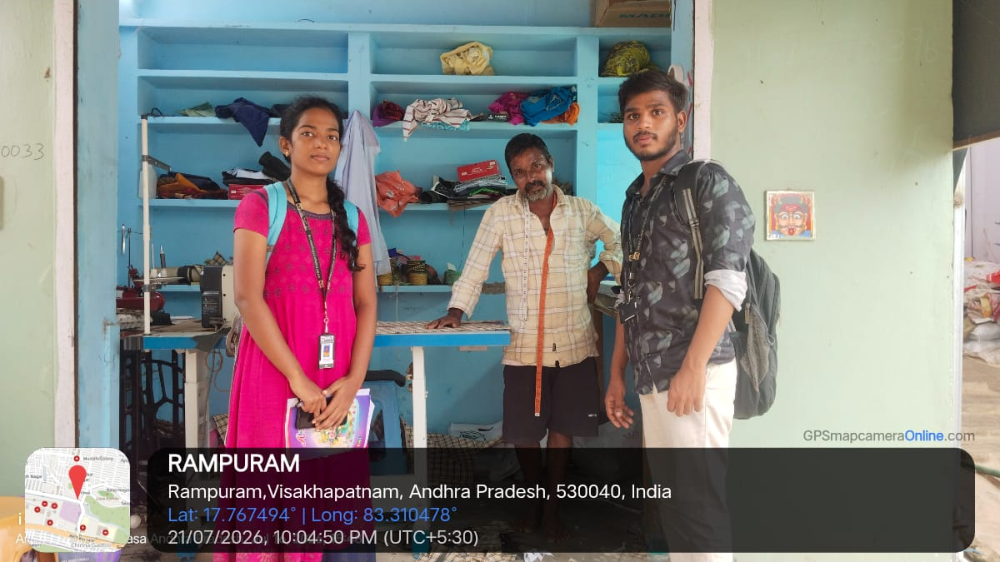 0033
GPSmapcameraOnline.com
RAMPURAM
Rampuram,Visakhapatnam, Andhra Pradesh, 530040, India
Lat: 17.767494° | Long: 83.310478°
21/07/2026, 10:04:50 PM (UTC+5:30)